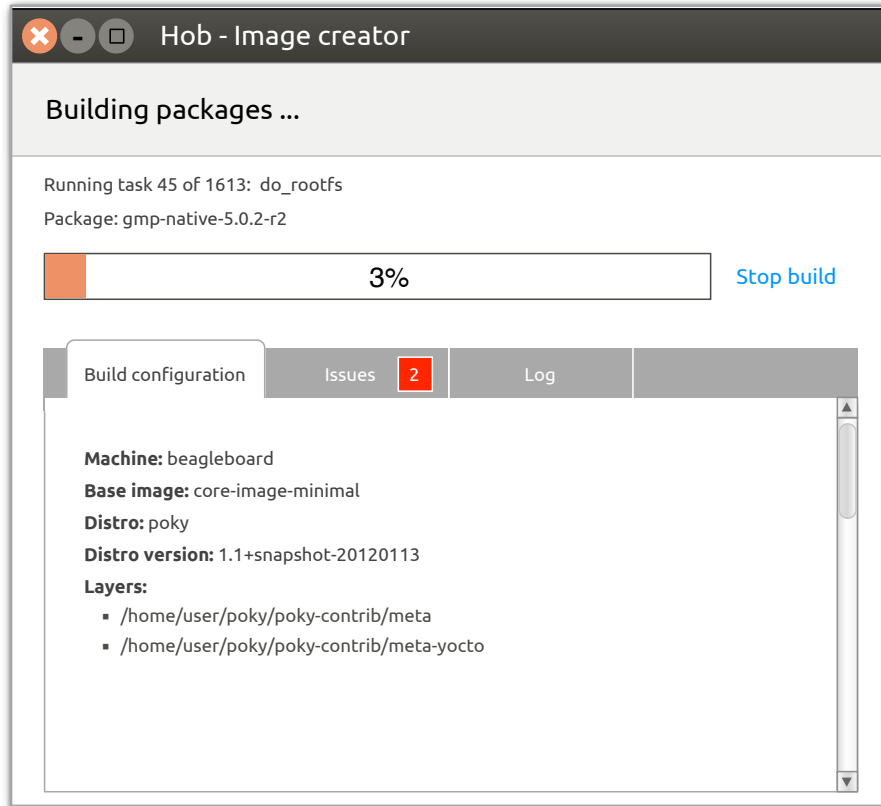 Hob - Image creator
Building packages ...
Running task 45 of 1613: do_rootfs
Package: gmp-native-5.0.2-r2
3%
Stop build
Build configuration
Issues
2
Log
Machine: beagleboard
Base image: core-image-minimal
Distro: poky
Distro version: 1.1+snapshot-20120113
Layers:
▪ /home/user/poky/poky-contrib/meta
▪ /home/user/poky/poky-contrib/meta-yocto